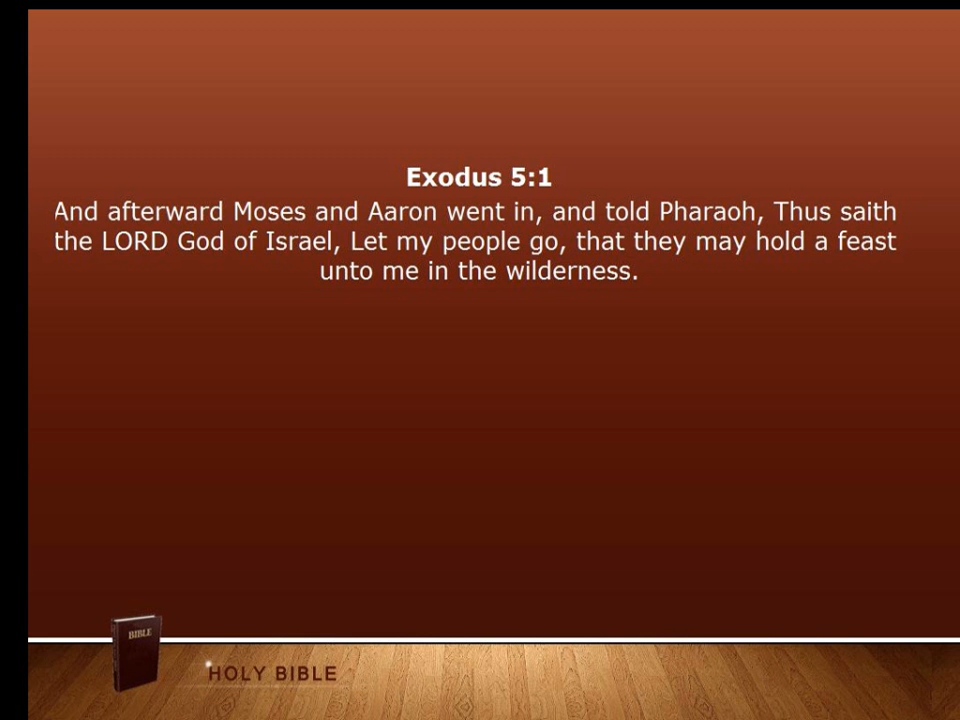 Exodus 5:1
And afterward Moses and Aaron went in, and told Pharaoh, Thus saith
the LORD God of Israel, Let my people go, that they may hold a feast
unto me in the wilderness.
BIBLE
HOLY BIBLE